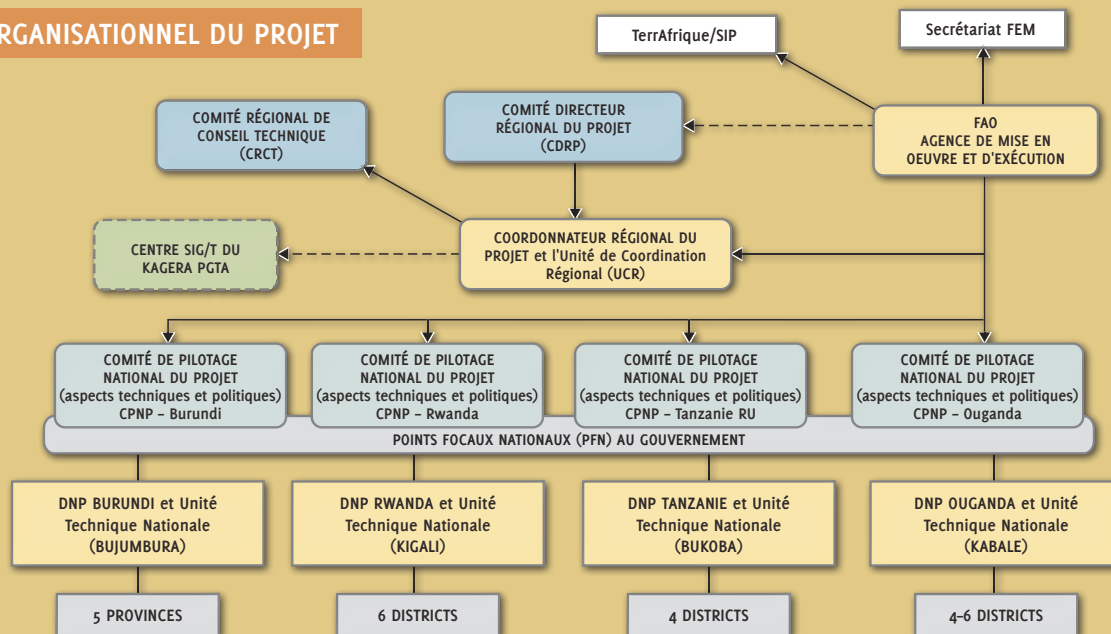 RGANISATIONNEL DU PROJET
TerrAfrique/SIP
Secrétariat FEM
COMITÉ RÉGIONAL DE
CONSEIL TECHNIQUE
(CRCT)
COMITÉ DIRECTEUR
RÉGIONAL DU PROJET
(CDRP)
FAO
AGENCE DE MISE EN
OEUVRE ET D'EXÉCUTION
CENTRE SIG/T DU
KAGERA PGTA
COORDONNATEUR RÉGIONAL DU
PROJET et l'Unité de Coordination
Régional (UCR)
COMITÉ DE PILOTAGE
NATIONAL DU PROJET
(aspects techniques et politiques)
CPNP – Burundi
COMITÉ DE PILOTAGE
NATIONAL DU PROJET
(aspects techniques et politiques)
CPNP – Rwanda
COMITÉ DE PILOTAGE
NATIONAL DU PROJET
(aspects techniques et politiques)
CPNP – Tanzanie RU
COMITÉ DE PILOTAGE
NATIONAL DU PROJET
(aspects techniques et politiques)
CPNP – Ouganda
POINTS FOCAUX NATIONAUX (PFN) AU GOUVERNEMENT
DNP BURUNDI et Unité
Technique Nationale
(BUJUMBURA)
DNP RWANDA et Unité
Technique Nationale
(KIGALI)
DNP TANZANIE et Unité
Technique Nationale
(BUKOBA)
DNP OUGANDA et Unité
Technique Nationale
(KABALE)
5 PROVINCES
6 DISTRICTS
4 DISTRICTS
4–6 DISTRICTS